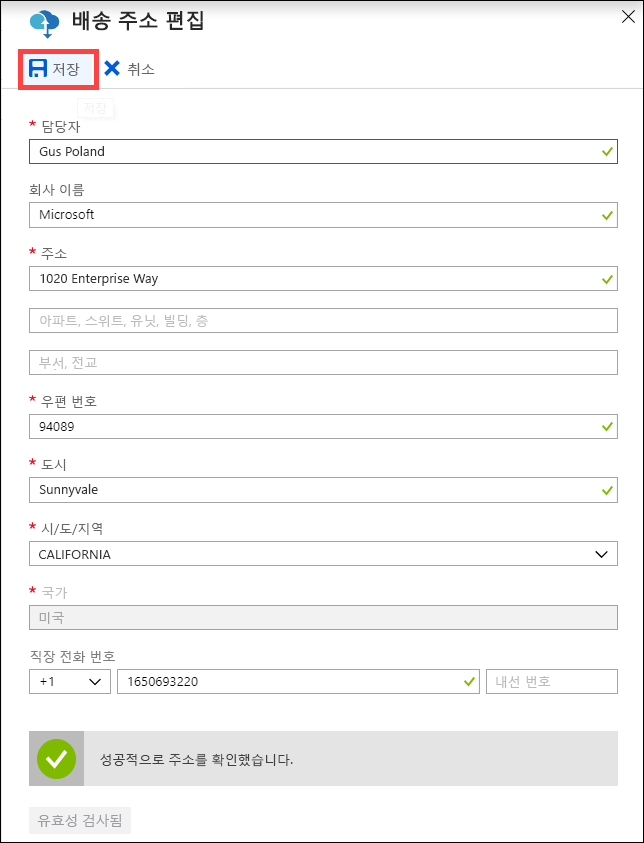 배송 주소 편집
저장 취소
저장
* 담당자
Gus Poland
회사 이름
Microsoft
* 주소
1020 Enterprise Way
아파트, 스위트, 유닛, 빌딩, 층
부서, 전교
* 우편 번호
94089
* 도시
Sunnyvale
* 시/도/지역
CALIFORNIA
* 국가
미국
직장 전화 번호
+1 1650693220 내선 번호
성공적으로 주소를 확인했습니다.
유효성 검사됨